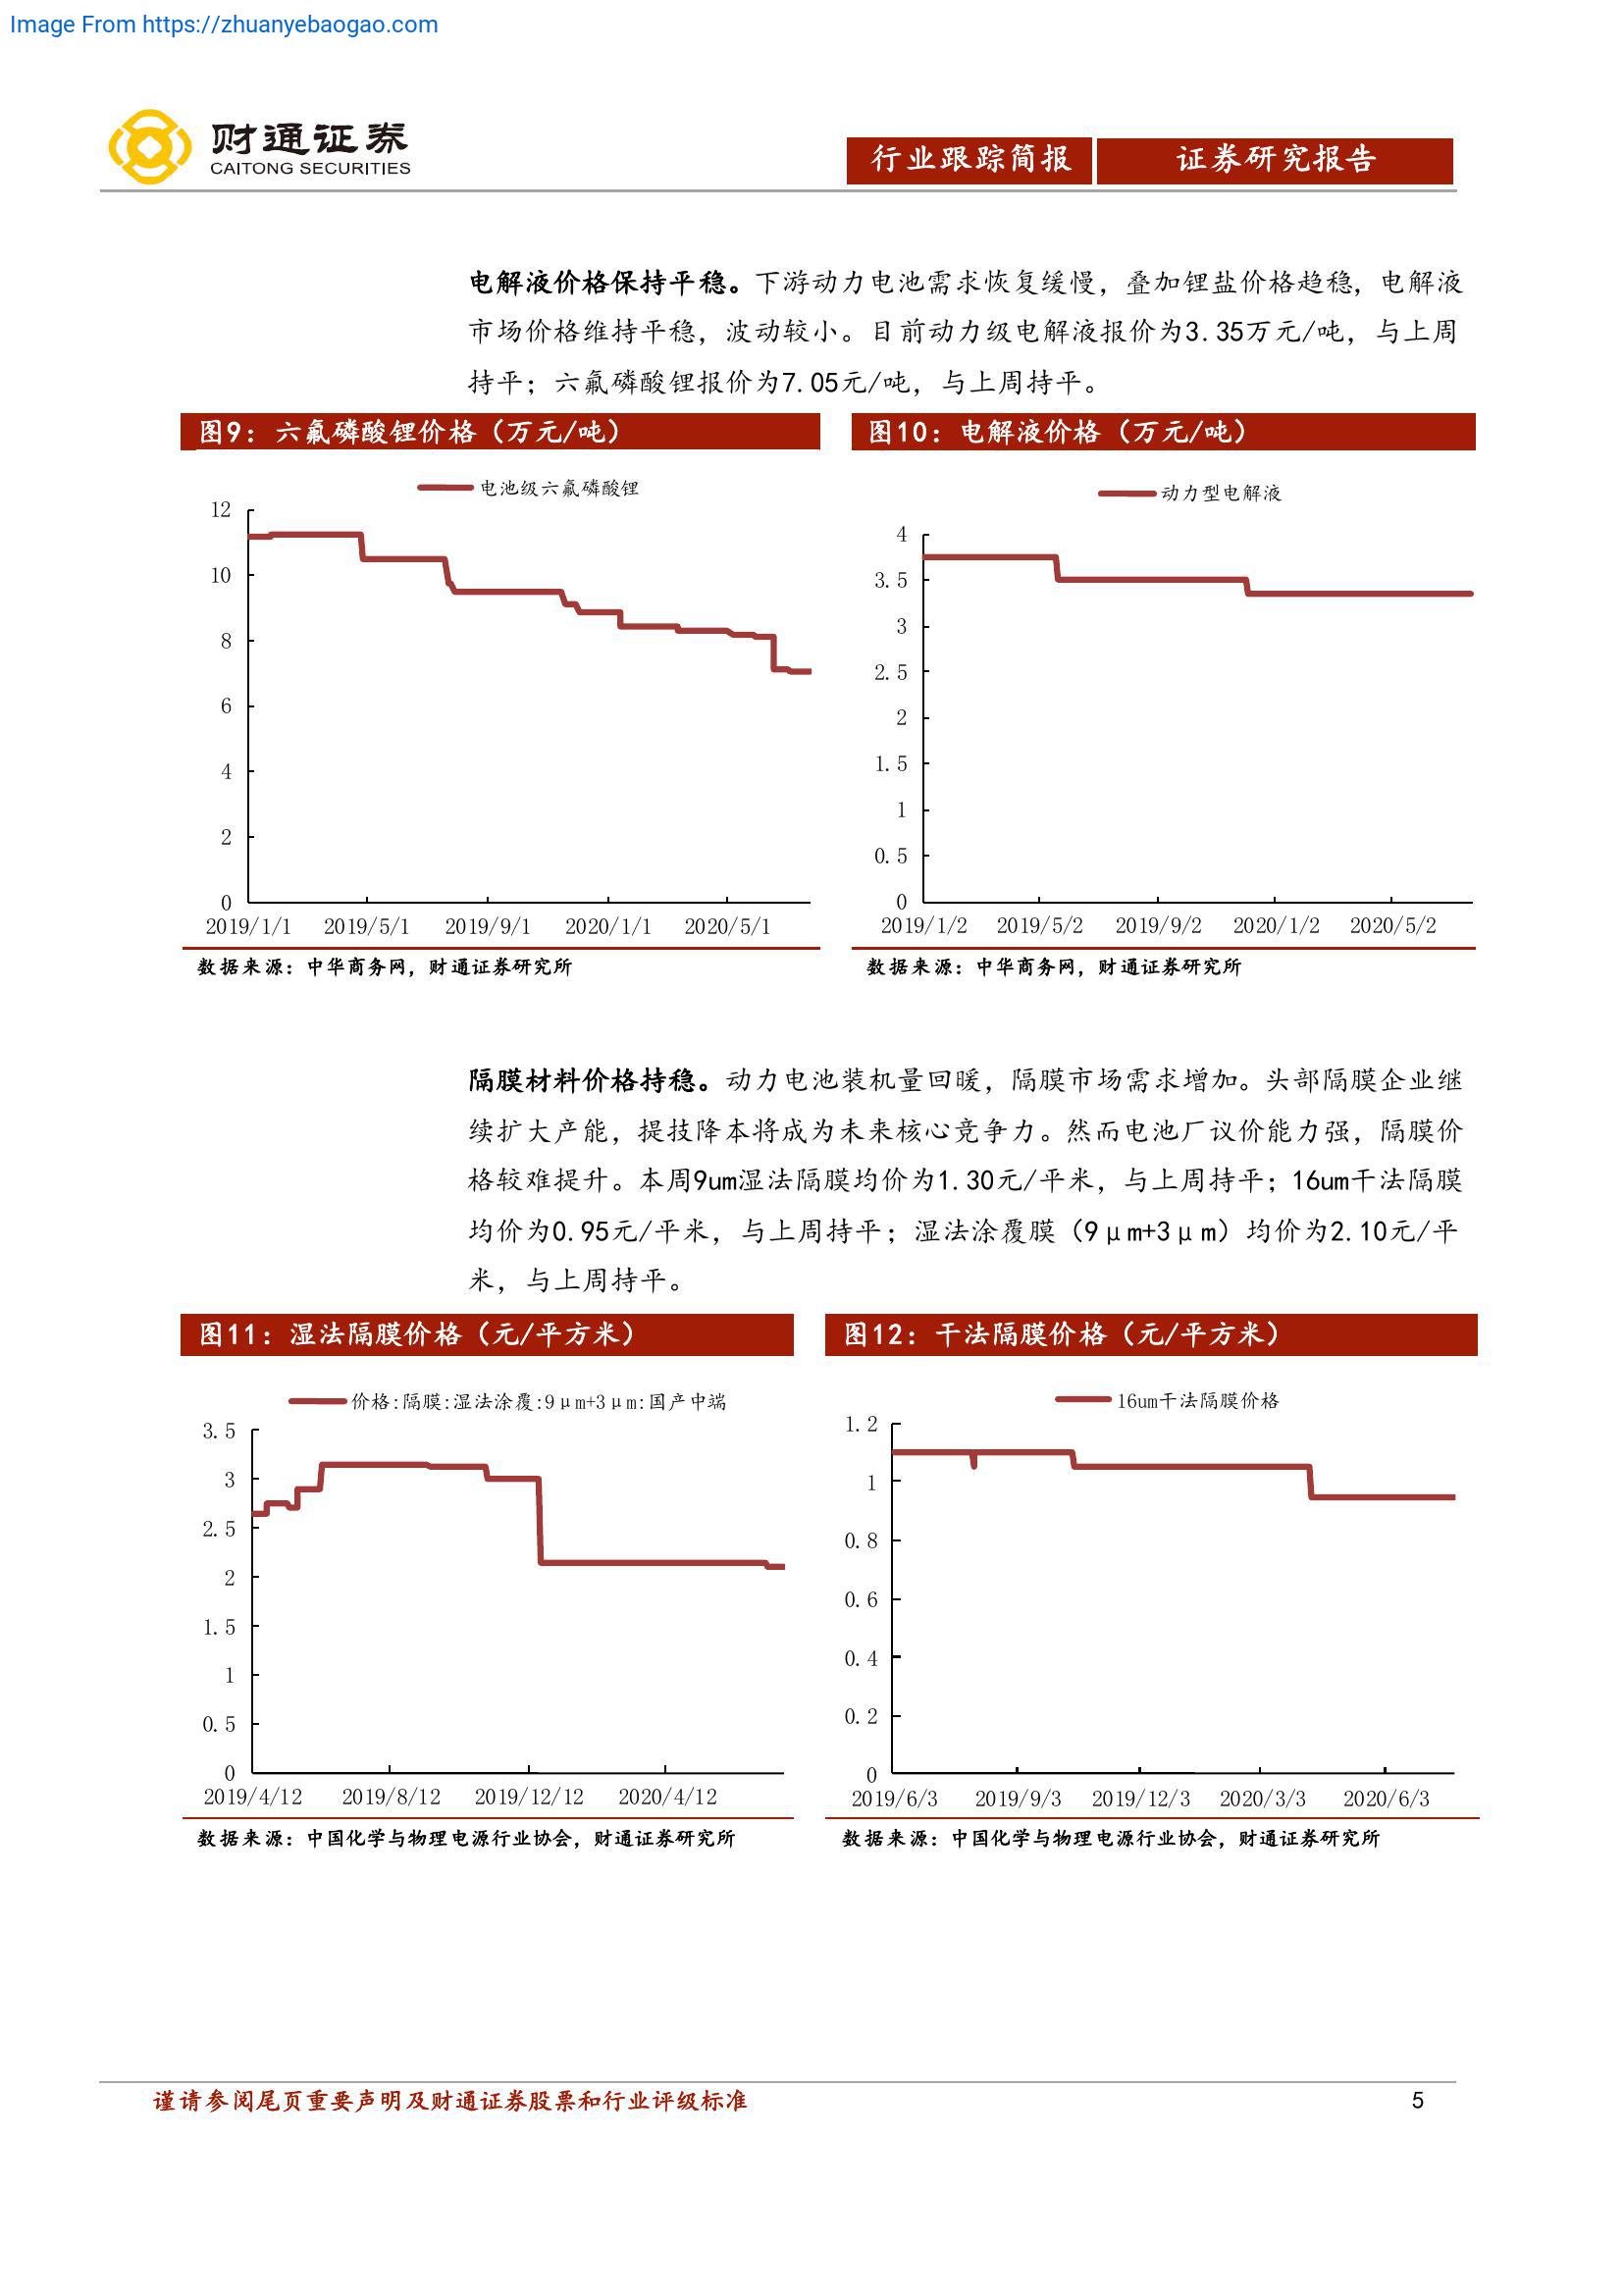 Image From https://zhuanyebaogao.com
财通证券
CAITONG SECURITIES
行业跟踪简报
证券研究报告
电解液价格保持平稳。下游动力电池需求恢复缓慢，叠加锂盐价格趋稳，电解液
市场价格维持平稳，波动较小。目前动力级电解液报价为3.35万元/吨，与上周
持平；六氟磷酸锂报价为7.05元/吨，与上周持平。
图9：六氟磷酸锂价格（万元/吨）
电池级六氟磷酸锂
12
10
8
6
4
2
0
2019/1/1 2019/5/1 2019/9/1 2020/1/1 2020/5/1
数据来源：中华商务网，财通证券研究所
图10：电解液价格（万元/吨）
动力型电解液
4
3.5
3
2.5
2
1.5
1
0.5
0
2019/1/2 2019/5/2 2019/9/2 2020/1/2 2020/5/2
数据来源：中华商务网，财通证券研究所
隔膜材料价格持稳。动力电池装机量回暖，隔膜市场需求增加。头部隔膜企业继
续扩大产能，提技降本将成为未来核心竞争力。然而电池厂议价能力强，隔膜价
格较难提升。本周9um湿法隔膜均价为1.30元/平米，与上周持平；16um干法隔膜
均价为0.95元/平米，与上周持平；湿法涂覆膜（9μm+3μm）均价为2.10元/平
米，与上周持平。
图11：湿法隔膜价格（元/平方米）
价格:隔膜:湿法涂覆:9μm+3μm:国产中端
3.5
3
2.5
2
1.5
1
0.5
0
2019/4/12 2019/8/12 2019/12/12 2020/4/12
数据来源：中国化学与物理电源行业协会，财通证券研究所
图12：干法隔膜价格（元/平方米）
16um干法隔膜价格
1.2
1
0.8
0.6
0.4
0.2
0
2019/6/3 2019/9/3 2019/12/3 2020/3/3 2020/6/3
数据来源：中国化学与物理电源行业协会，财通证券研究所
谨请参阅尾页重要声明及财通证券股票和行业评级标准
5